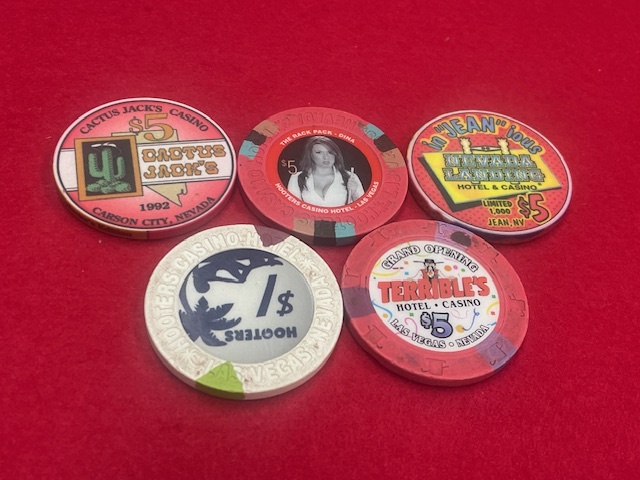 CACTUS JACK'S CASINO
$5
CACTUS
JACK'S
1992
CARSON CITY, NEVADA
THE RACK PACK - DINA
$5
HOOTERS CASINO HOTEL - LAS VEGAS
in "JEAN" ious
NEVADA
LANDING
HOTEL & CASINO
LIMITED
1,000
$5
JEAN, NV
HOOTERS CASINO HOTEL
$1
HOOTERS
LAS VEGAS, NEVADA
GRAND OPENING
TERRIBLE'S
HOTEL • CASINO
$5
LAS VEGAS • NEVADA